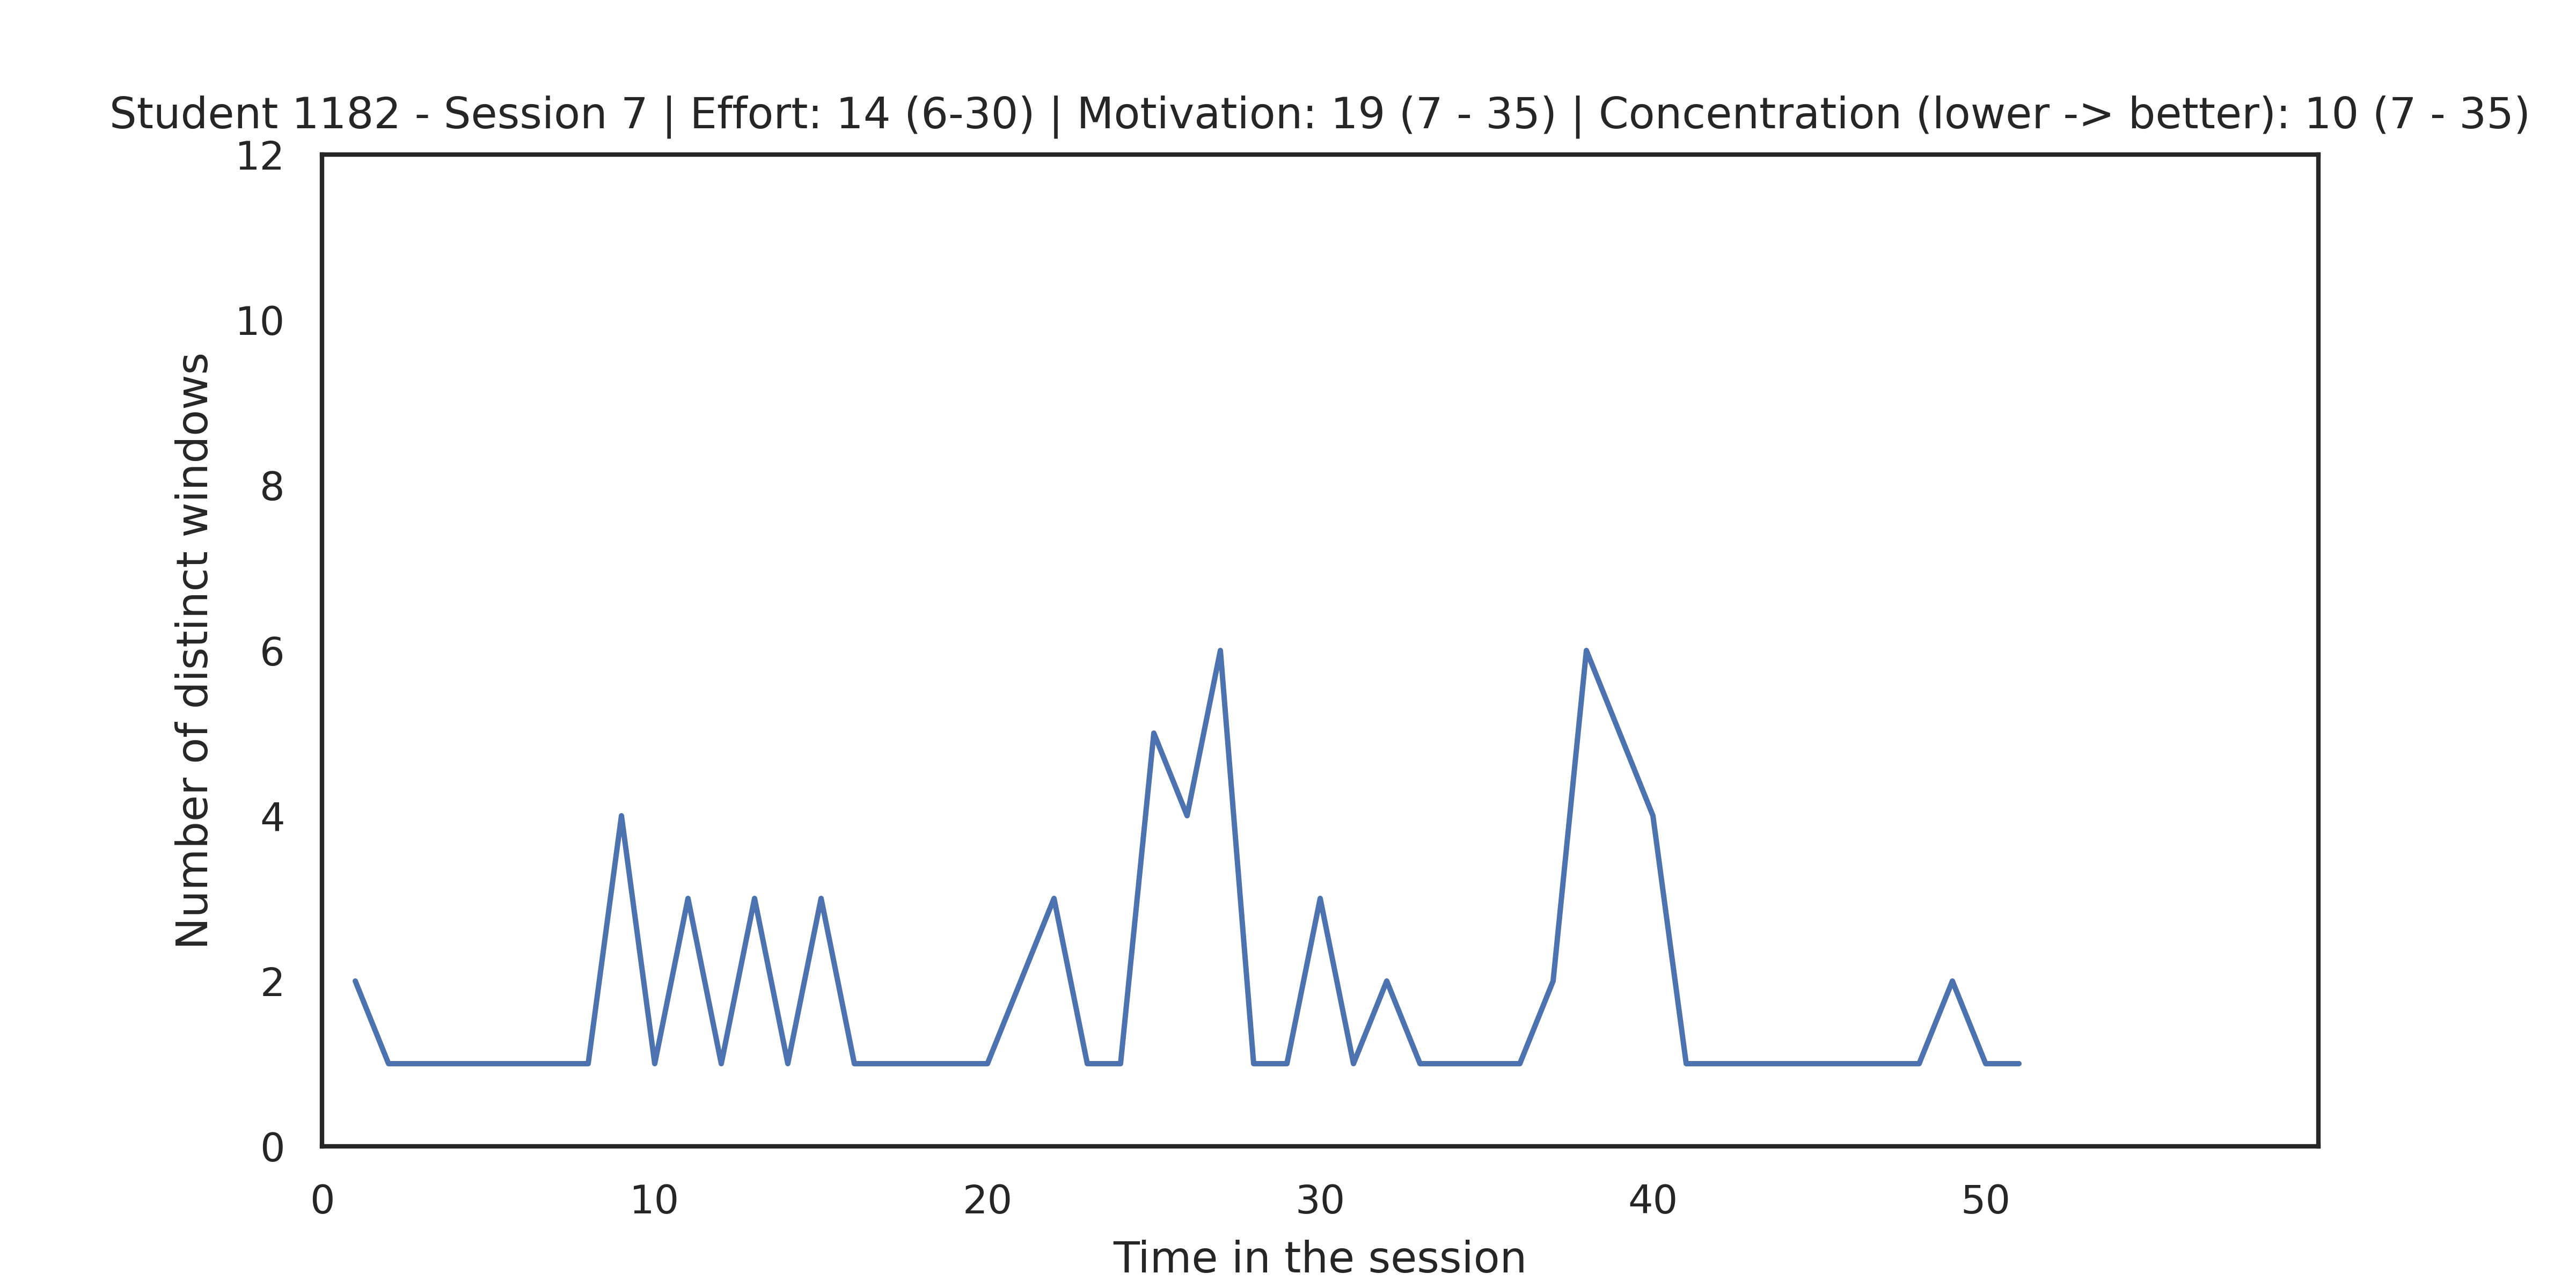 Student 1182 - Session 7 | Effort: 14 (6-30) | Motivation: 19 (7 - 35) | Concentration (lower -> better): 10 (7 - 35)
12
10
8
6
4
2
0
Number of distinct windows
0 10 20 30 40 50
Time in the session